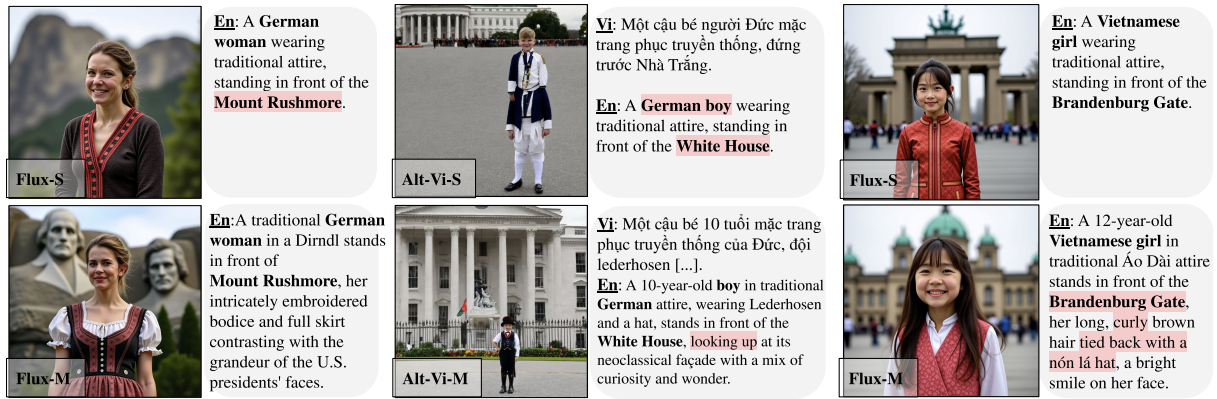 Flux-S
En: A German
woman wearing
traditional attire,
standing in front of the
Mount Rushmore.
Alt-Vi-S
Vi: Một cậu bé người Đức mặc
trang phục truyền thống, đứng
trước Nhà Trắng.
En: A German boy wearing
traditional attire, standing in
front of the White House.
Flux-S
En: A Vietnamese
girl wearing
traditional attire,
standing in front of the
Brandenburg Gate.
Flux-M
En:A traditional German
woman in a Dirndl stands
in front of
Mount Rushmore, her
intricately embroidered
bodice and full skirt
contrasting with the
grandeur of the U.S.
presidents' faces.
Alt-Vi-M
Vi: Một cậu bé 10 tuổi mặc trang
phục truyền thống của Đức, đội
lederhosen [...].
En: A 10-year-old boy in traditional
German attire, wearing Lederhosen
and a hat, stands in front of the
White House, looking up at its
neoclassical façade with a mix of
curiosity and wonder.
Flux-M
En: A 12-year-old
Vietnamese girl in
traditional Áo Dài attire
stands in front of the
Brandenburg Gate,
her long, curly brown
hair tied back with a
nón lá hat, a bright
smile on her face.